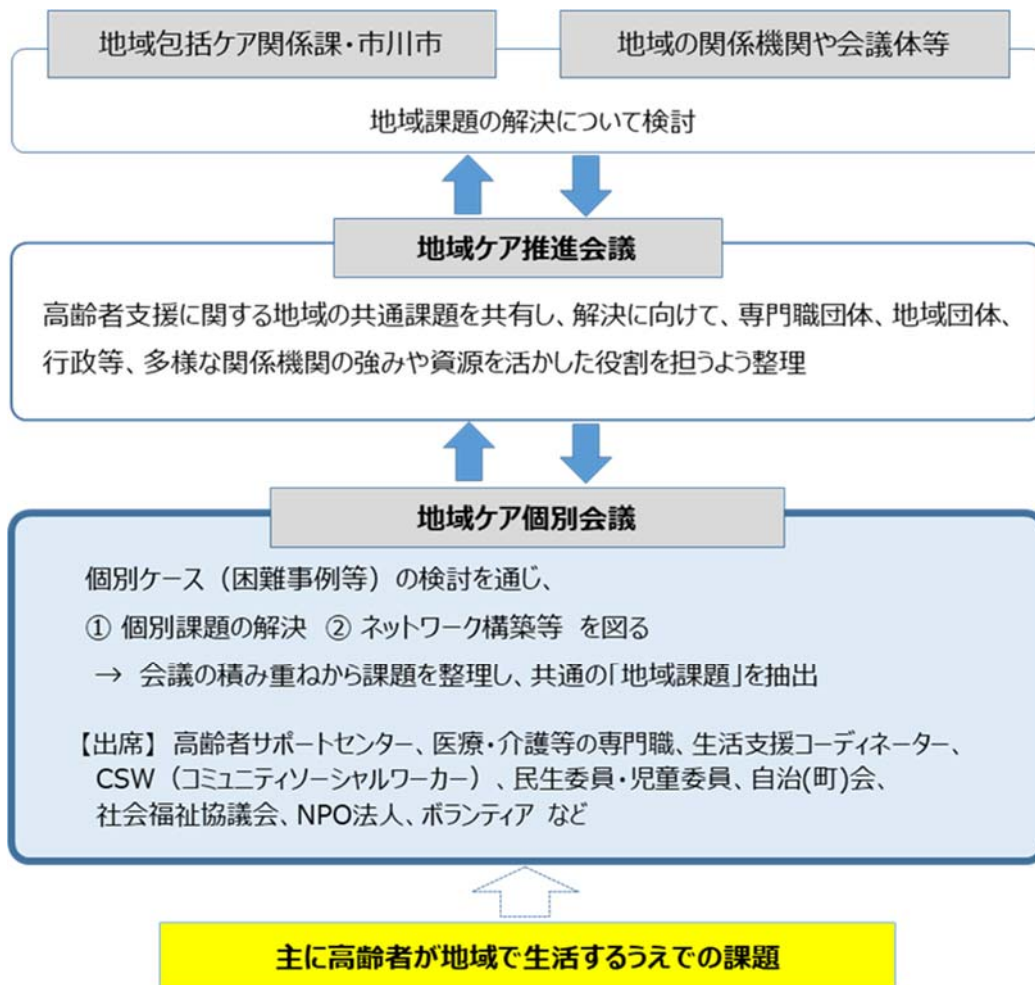 地域包括ケア関係課・市川市
地域の関係機関や会議体等
地域課題の解決について検討
地域ケア推進会議
高齢者支援に関する地域の共通課題を共有し、解決に向けて、専門職団体、地域団体、
行政等、多様な関係機関の強みや資源を活かした役割を担うよう整理
地域ケア個別会議
個別ケース（困難事例等）の検討を通じ、
① 個別課題の解決 ② ネットワーク構築等 を図る
→ 会議の積み重ねから課題を整理し、共通の「地域課題」を抽出
【出席】 高齢者サポートセンター、医療・介護等の専門職、生活支援コーディネーター、
CSW（コミュニティソーシャルワーカー）、民生委員・児童委員、自治(町)会、
社会福祉協議会、NPO法人、ボランティア など
主に高齢者が地域で生活するうえでの課題